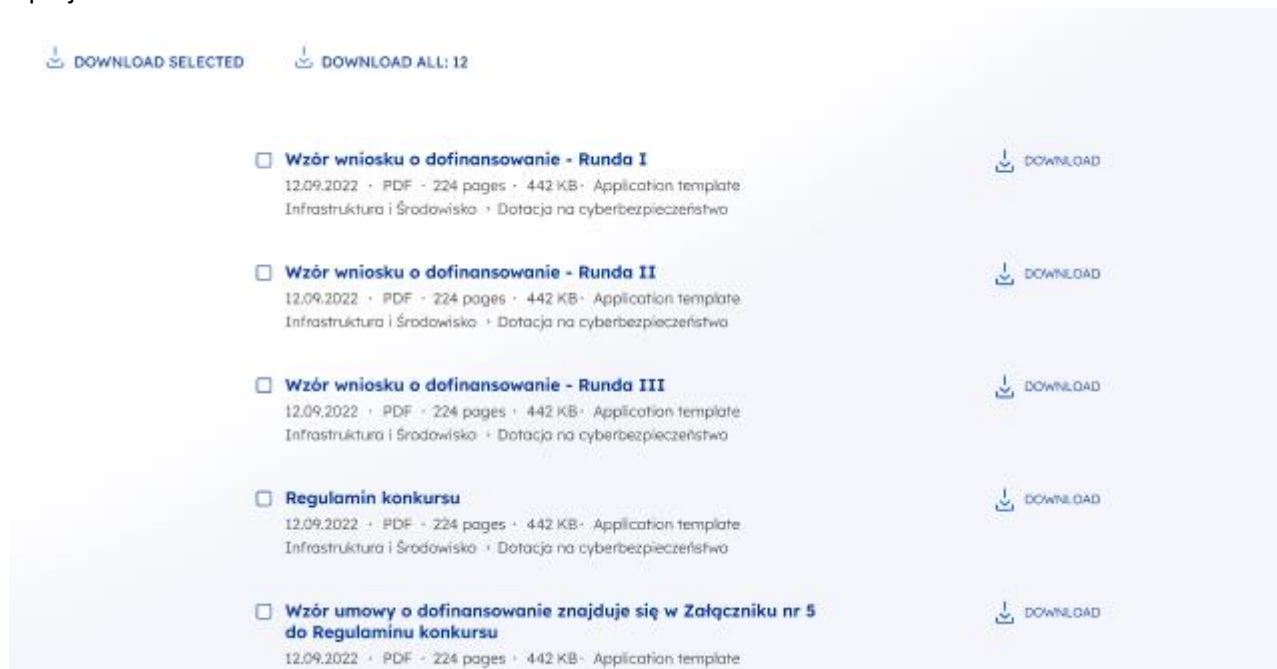 DOWNLOAD SELECTED DOWNLOAD ALL: 12
Wzór wniosku o dofinansowanie - Runda I DOWNLOAD
12.09.2022 · PDF · 224 pages · 442 KB · Application template
Infrastruktura i Środowisko · Dotacja na cyberbezpieczeństwo
Wzór wniosku o dofinansowanie - Runda II DOWNLOAD
12.09.2022 · PDF · 224 pages · 442 KB · Application template
Infrastruktura i Środowisko · Dotacja na cyberbezpieczeństwo
Wzór wniosku o dofinansowanie - Runda III DOWNLOAD
12.09.2022 · PDF · 224 pages · 442 KB · Application template
Infrastruktura i Środowisko · Dotacja na cyberbezpieczeństwo
Regulamin konkursu DOWNLOAD
12.09.2022 · PDF · 224 pages · 442 KB · Application template
Infrastruktura i Środowisko · Dotacja na cyberbezpieczeństwo
Wzór umowy o dofinansowanie znajduje się w Załączniku nr 5 DOWNLOAD
do Regulaminu konkursu
12.09.2022 · PDF · 224 pages · 442 KB · Application template